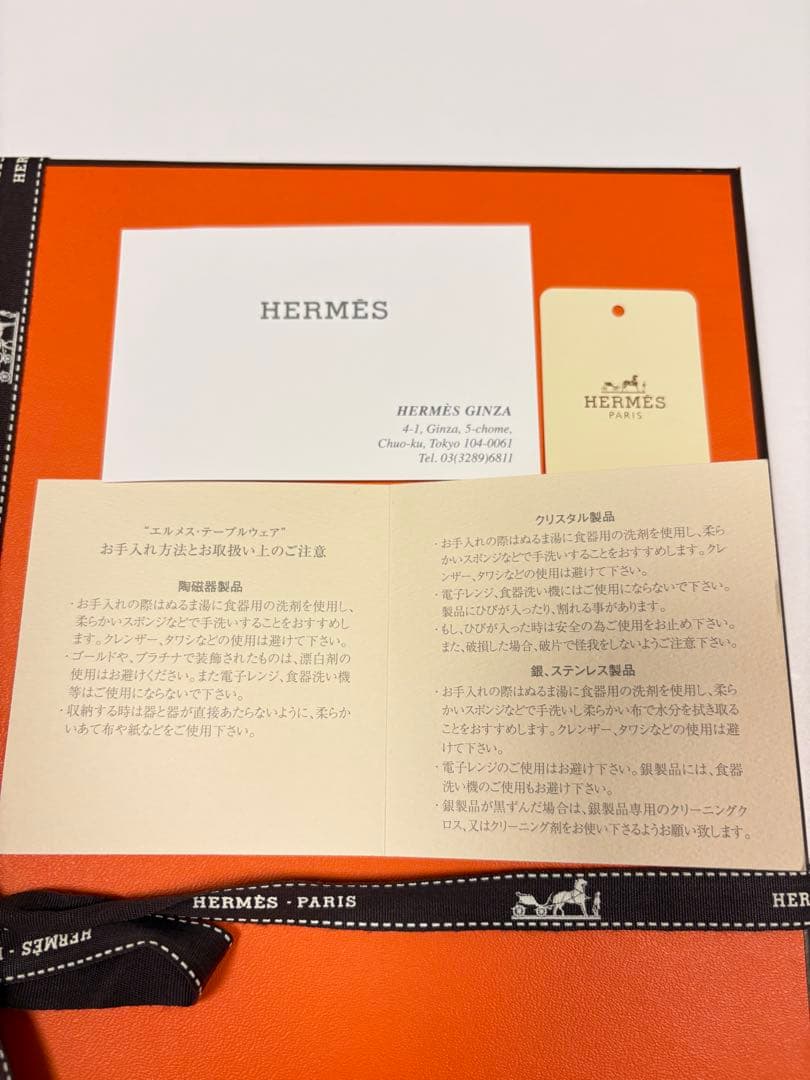 HER
HERMÈS
HERMÈS GINZA
4-1, Ginza, 5-chome,
Chuo-ku, Tokyo 104-0061
Tel. 03(3289)6811
HERMÈS
PARIS
“エルメス・テーブルウェア”
お手入れ方法とお取扱い上のご注意
陶磁器製品
・お手入れの際はぬるま湯に食器用の洗剤を使用し、
柔らかいスポンジなどで手洗いすることをおすすめし
ます。クレンザー、タワシなどの使用は避けて下さい。
・ゴールドや、プラチナで装飾されたものは、漂白剤の
使用はお避けください。また電子レンジ、食器洗い機
等はご使用にならないで下さい。
・収納する時は器と器が直接あたらないように、柔らか
いあて布や紙などをご使用下さい。
クリスタル製品
・お手入れの際はぬるま湯に食器用の洗剤を使用し、柔ら
かいスポンジなどで手洗いすることをおすすめします。クレ
ンザー、タワシなどの使用は避けて下さい。
・電子レンジ、食器洗い機にはご使用にならないで下さい。
製品にひびが入ったり、割れる事があります。
・もし、ひびが入った時は安全の為ご使用をお止め下さい。
また、破損した場合、破片で怪我をしないようご注意下さい。
銀、ステンレス製品
・お手入れの際はぬるま湯に食器用の洗剤を使用し、柔ら
かいスポンジなどで手洗いし柔らかい布で水分を拭き取る
ことをおすすめします。クレンザー、タワシなどの使用は避
けて下さい。
・電子レンジのご使用はお避け下さい。銀製品には、食器
洗い機のご使用もお避け下さい。
・銀製品が黒ずんだ場合は、銀製品専用のクリーニングク
ロス、又はクリーニング剤をお使い下さるようお願い致します。
HERMÈS - PARIS
HER
HERMÈS